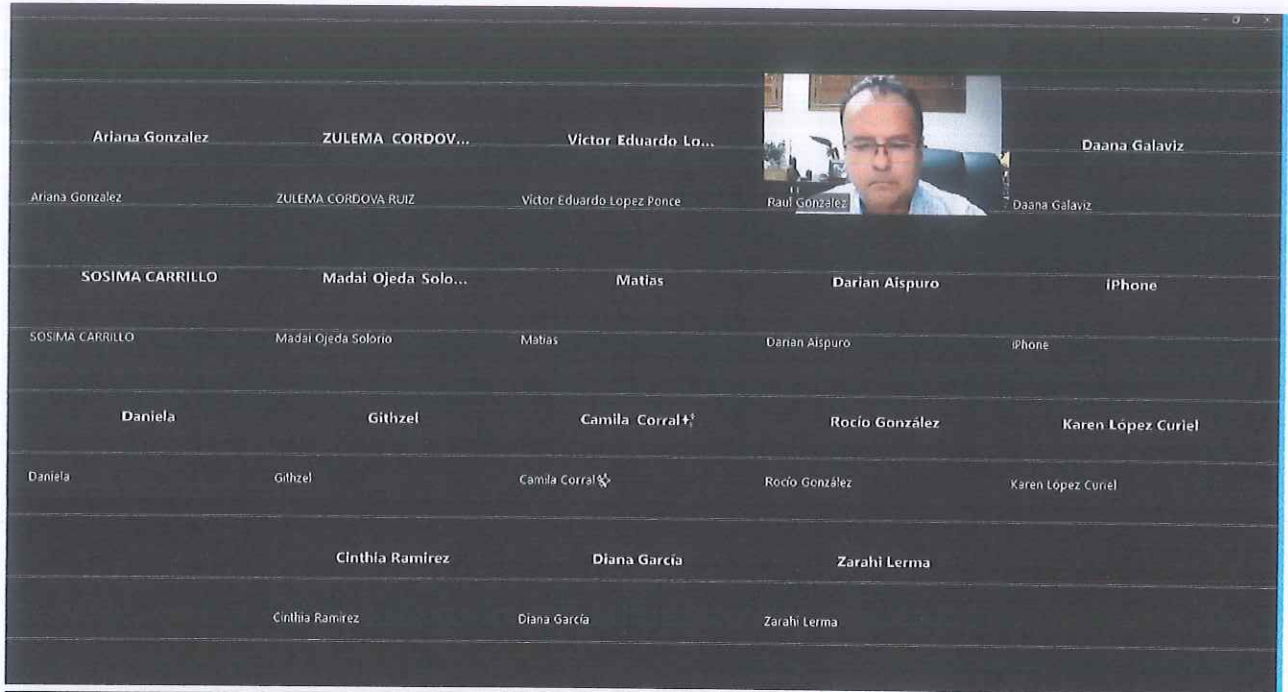 Ariana Gonzalez ZULEMA CORDOV... Victor Eduardo Lo... Daana Galaviz
Ariana Gonzalez ZULEMA CORDOVA RUIZ Victor Eduardo Lopez Ponce Raul Gonzalez Daana Galaviz
SOSIMA CARRILLO Madai Ojeda Solo... Matias Darian Aispuro iPhone
SOSIMA CARRILLO Madai Ojeda Solorio Matias Darian Aispuro iPhone
Daniela Githzel Camila Corral✨ Rocío González Karen López Curiel
Daniela Githzel Camila Corral✨ Rocío González Karen López Curiel
Cinthia Ramirez Diana García Zarahi Lerma
Cinthia Ramirez Diana García Zarahi Lerma